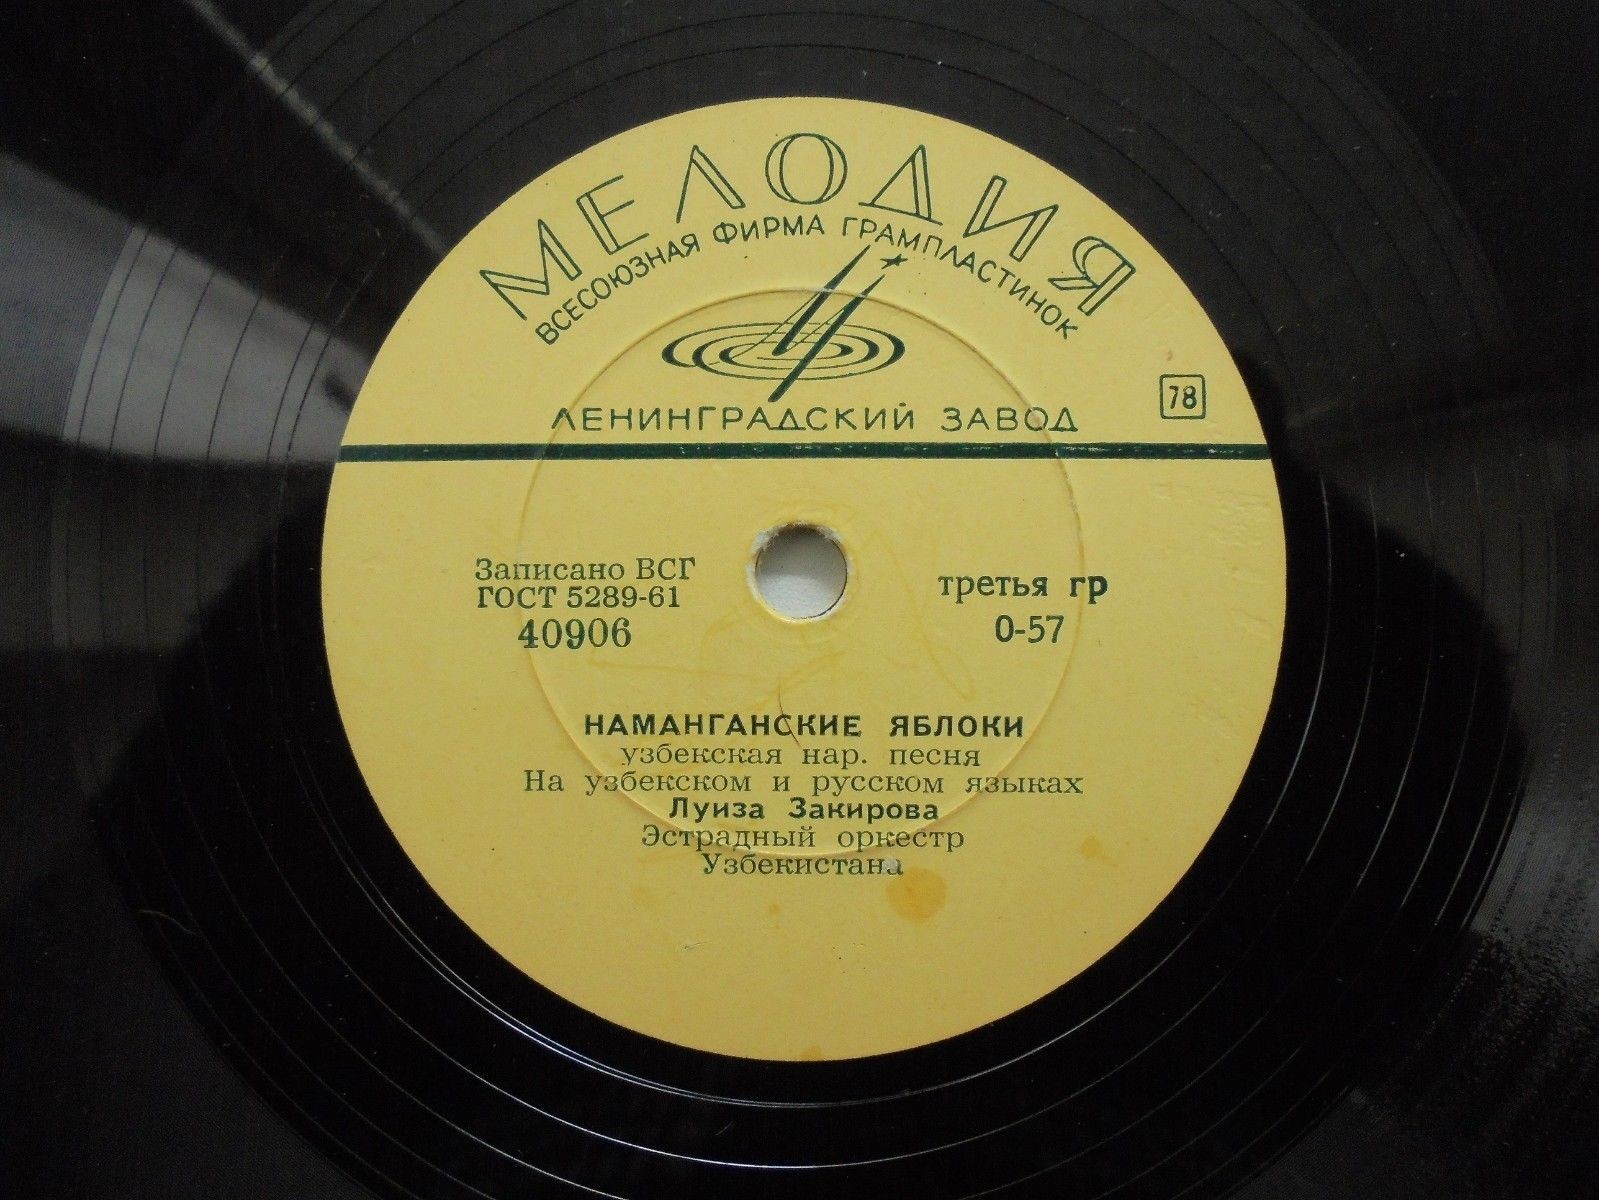 МЕЛОДИЯ
ВСЕСОЮЗНАЯ ФИРМА ГРАМПЛАСТИНОК
ЛЕНИНГРАДСКИЙ ЗАВОД
78
Записано ВСГ
ГОСТ 5289-61
40906
третья гр
0-57
НАМАНГАНСКИЕ ЯБЛОКИ
узбекская нар. песня
На узбекском и русском языках
Луиза Закирова
Эстрадный оркестр
Узбекистана